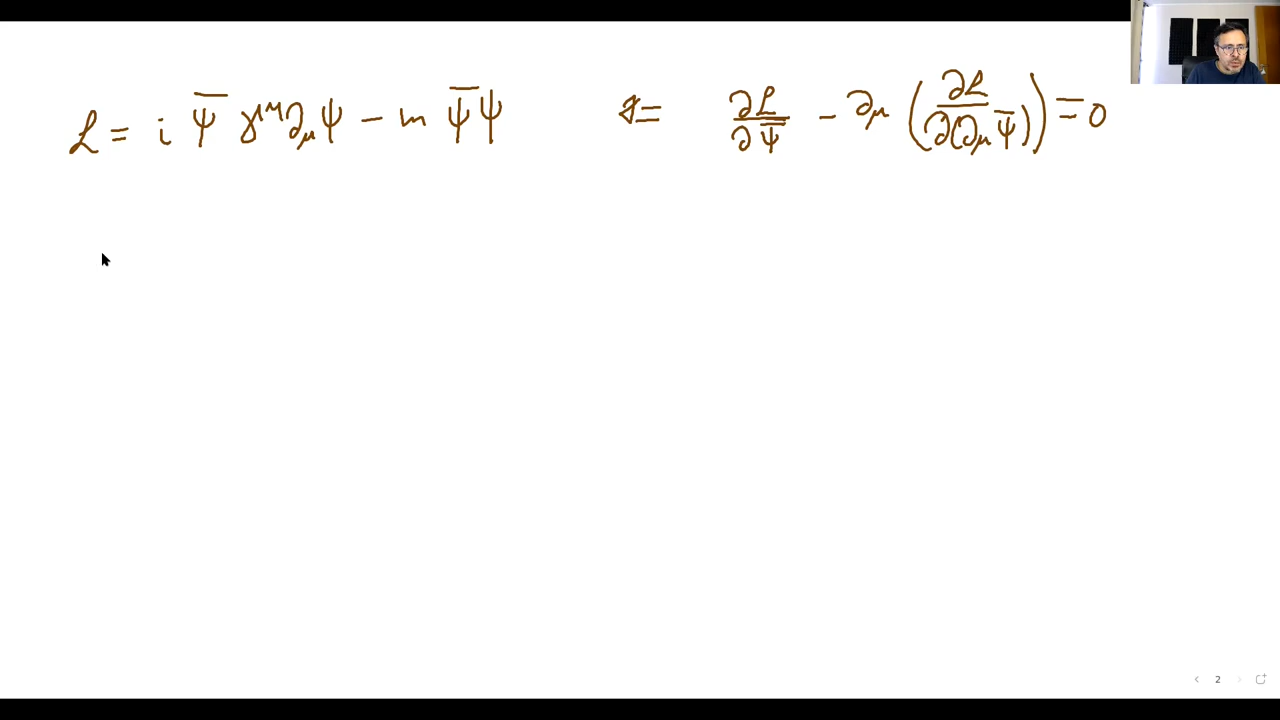 ℒ = i ψ̄ γ^μ ∂_μ ψ − m ψ̄ ψ    ∂ℒ/∂ψ̄ − ∂_μ (∂ℒ/∂(∂_μ ψ̄)) = 0
2